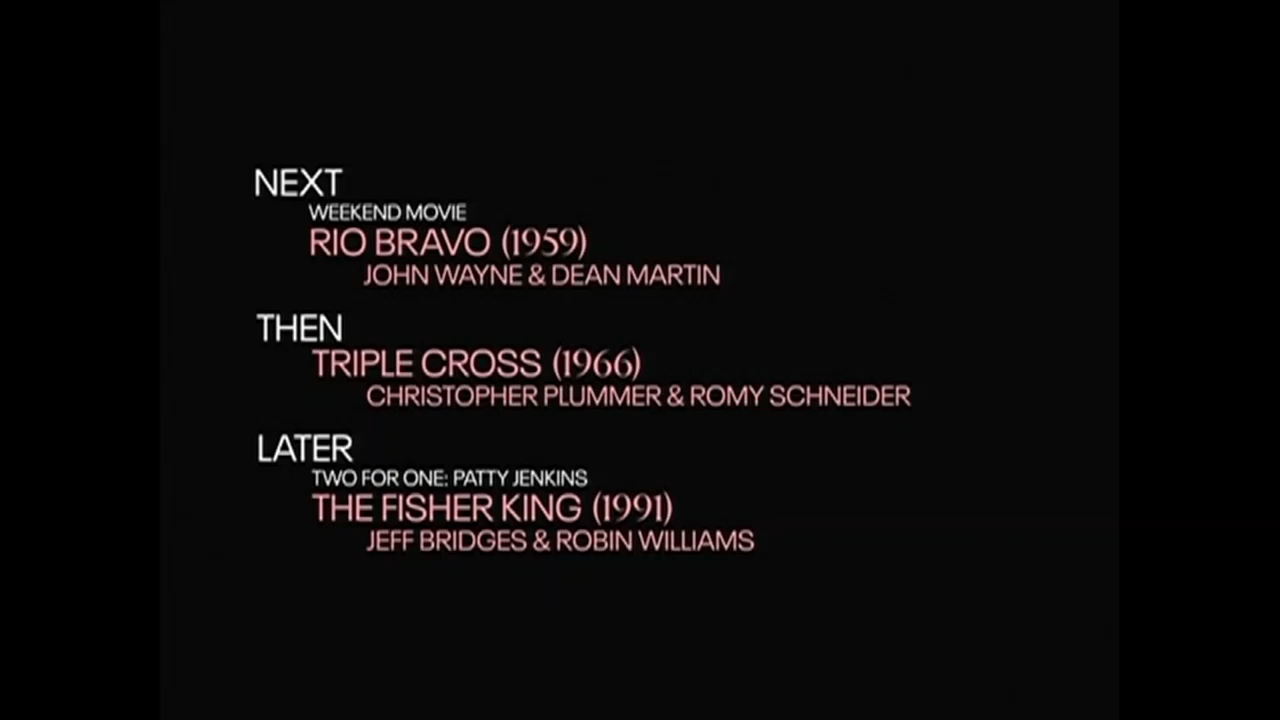 NEXT
WEEKEND MOVIE
RIO BRAVO (1959)
JOHN WAYNE & DEAN MARTIN
THEN
TRIPLE CROSS (1966)
CHRISTOPHER PLUMMER & ROMY SCHNEIDER
LATER
TWO FOR ONE: PATTY JENKINS
THE FISHER KING (1991)
JEFF BRIDGES & ROBIN WILLIAMS